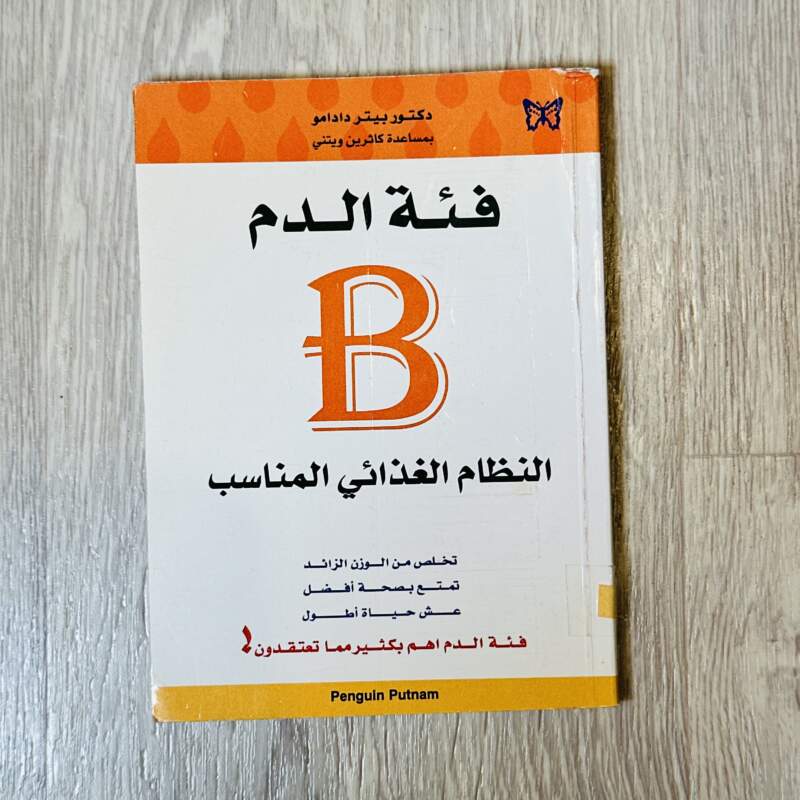 دكتور بيتر دادامو
بمساعدة كاثرين ويتني
فئة الدم
B
النظام الغذائي المناسب
تخلص من الوزن الزائد
تمتع بصحة أفضل
عش حياة أطول
فئة الدم اهم بكثير مما تعتقدون!
Penguin Putnam